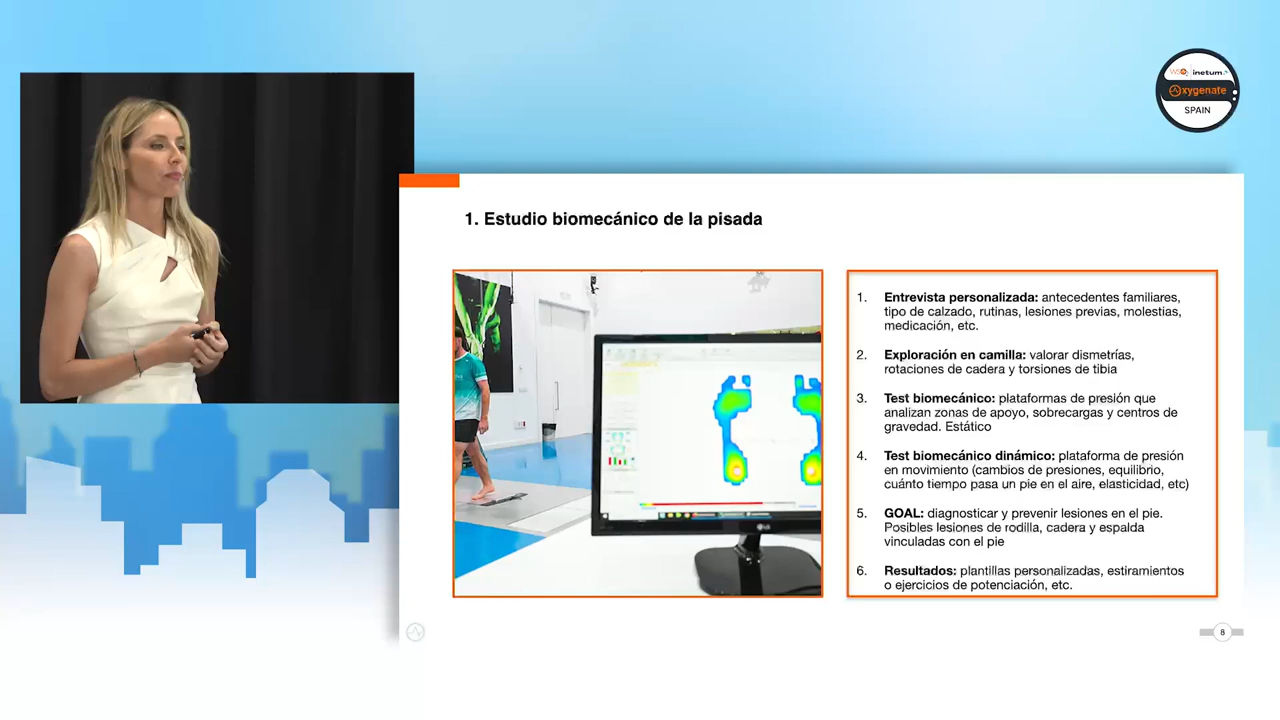 WSO2 inetum.
Oxygenate
SPAIN
1. Estudio biomecánico de la pisada
1. Entrevista personalizada: antecedentes familiares,
tipo de calzado, rutinas, lesiones previas, molestias,
medicación, etc.
2. Exploración en camilla: valorar dismetrías,
rotaciones de cadera y torsiones de tibia
3. Test biomecánico: plataformas de presión que
analizan zonas de apoyo, sobrecargas y centros de
gravedad. Estático
4. Test biomecánico dinámico: plataforma de presión
en movimiento (cambios de presiones, equilibrio,
cuánto tiempo pasa un pie en el aire, elasticidad, etc)
5. GOAL: diagnosticar y prevenir lesiones en el pie.
Posibles lesiones de rodilla, cadera y espalda
vinculadas con el pie
6. Resultados: plantillas personalizadas, estiramientos
o ejercicios de potenciación, etc.
LG
8